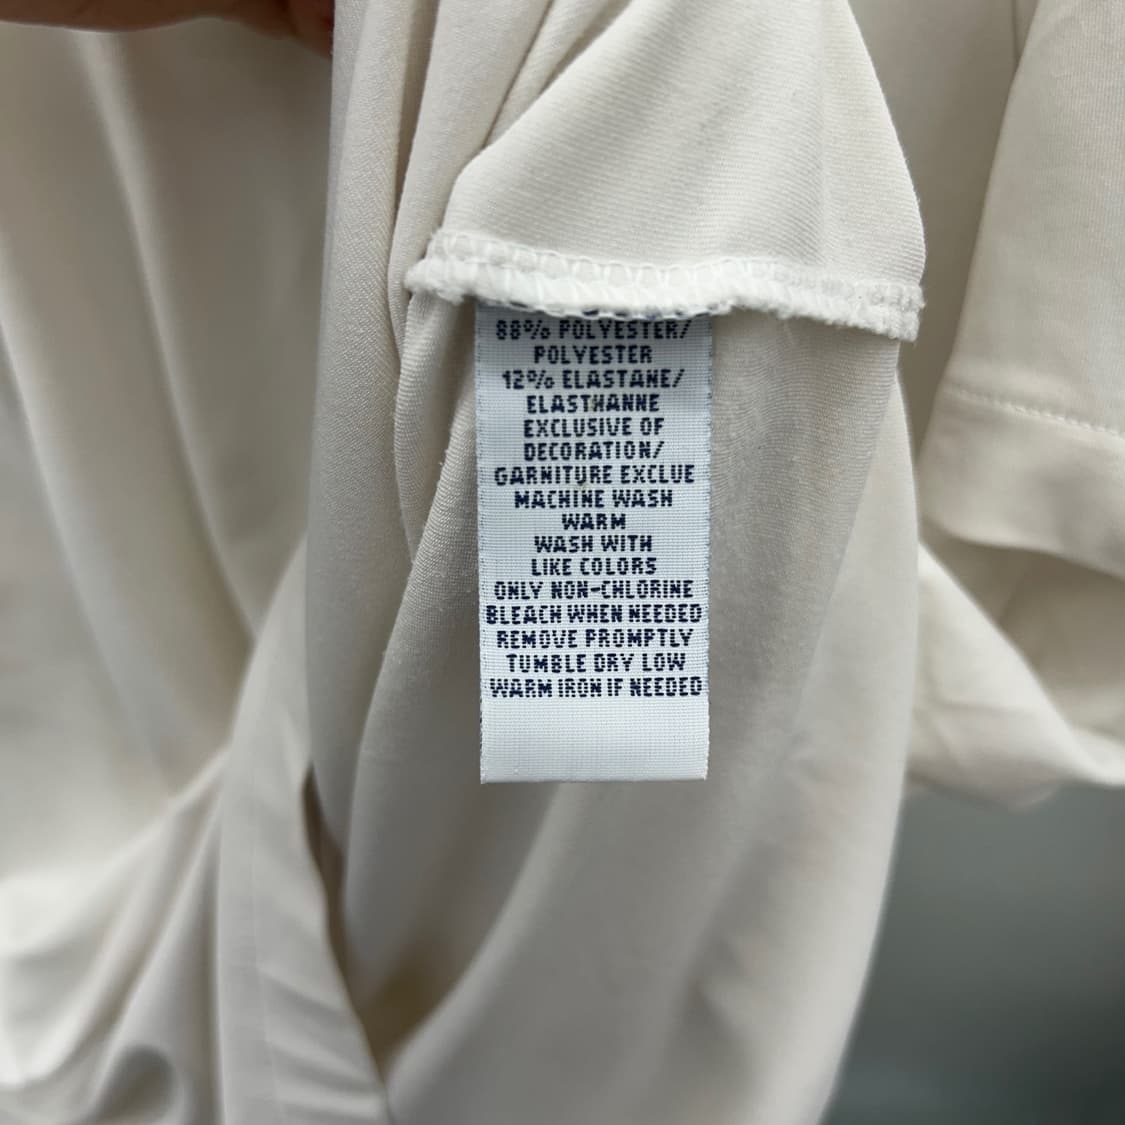 88% POLYESTER/
POLYESTER
12% ELASTANE/
ELASTHANNE
EXCLUSIVE OF
DECORATION/
GARNITURE EXCLUE
MACHINE WASH
WARM
WASH WITH
LIKE COLORS
ONLY NON-CHLORINE
BLEACH WHEN NEEDED
REMOVE PROMPTLY
TUMBLE DRY LOW
WARM IRON IF NEEDED